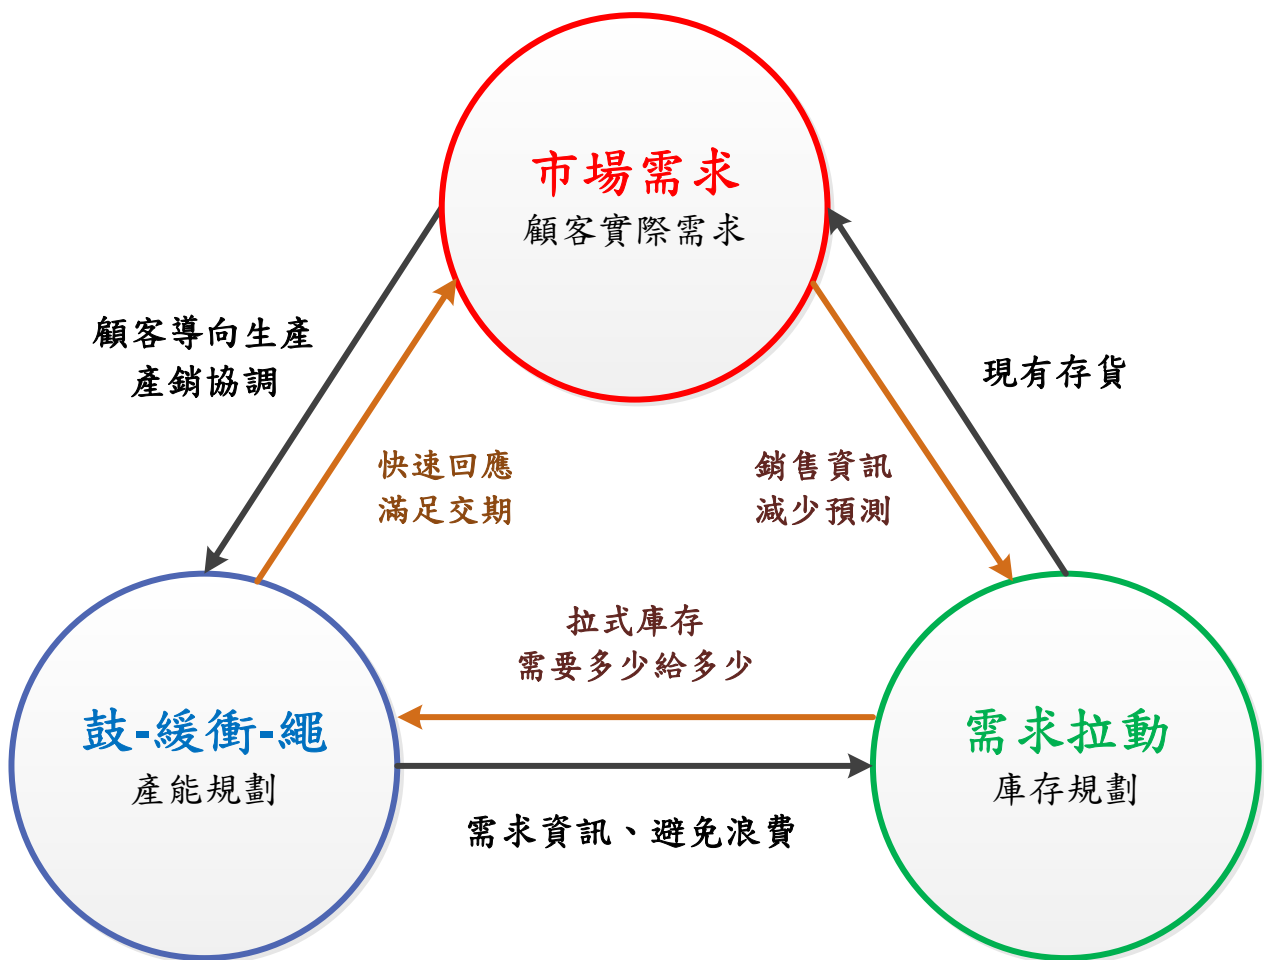 市場需求
顧客實際需求
顧客導向生產
產銷協調
現有存貨
快速回應
滿足交期
銷售資訊
減少預測
拉式庫存
需要多少給多少
鼓-緩衝-繩
產能規劃
需求拉動
庫存規劃
需求資訊、避免浪費